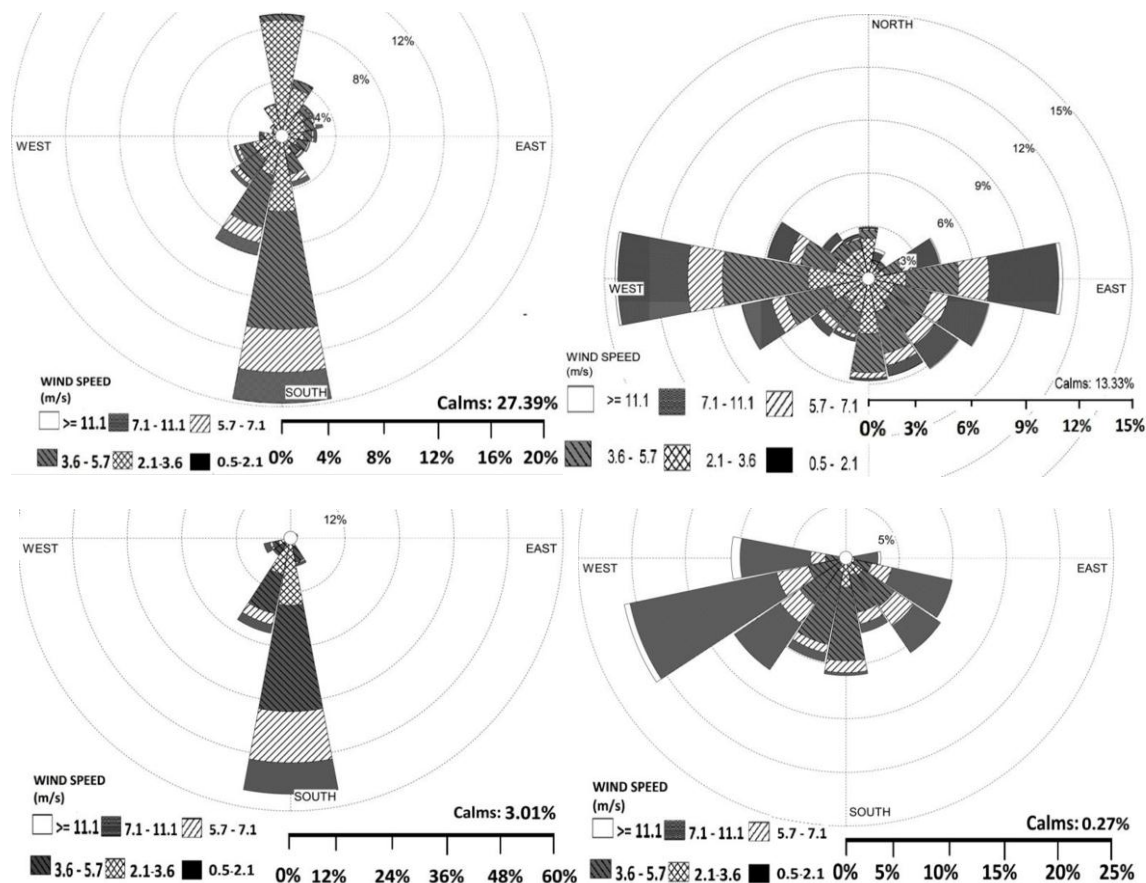 12%
8%
4%
WEST
EAST
SOUTH
WIND SPEED
(m/s)
Calms: 27.39%
>= 11.1
7.1 - 11.1
5.7 - 7.1
3.6 - 5.7
2.1-3.6
0.5-2.1
0%
4%
8%
12%
16%
20%
NORTH
15%
12%
9%
6%
3%
WEST
EAST
WIND SPEED
(m/s)
Calms: 13.33%
>= 11.1
7.1 - 11.1
5.7 - 7.1
3.6 - 5.7
2.1 - 3.6
0.5 - 2.1
0%
3%
6%
9%
12%
15%
12%
WEST
EAST
SOUTH
WIND SPEED
(m/s)
Calms: 3.01%
>= 11.1
7.1 - 11.1
5.7 - 7.1
3.6 - 5.7
2.1-3.6
0.5-2.1
0%
12%
24%
36%
48%
60%
5%
WEST
EAST
SOUTH
WIND SPEED
(m/s)
Calms: 0.27%
>= 11.1
7.1 - 11.1
5.7 - 7.1
3.6 - 5.7
2.1-3.6
0.5-2.1
0%
5%
10%
15%
20%
25%